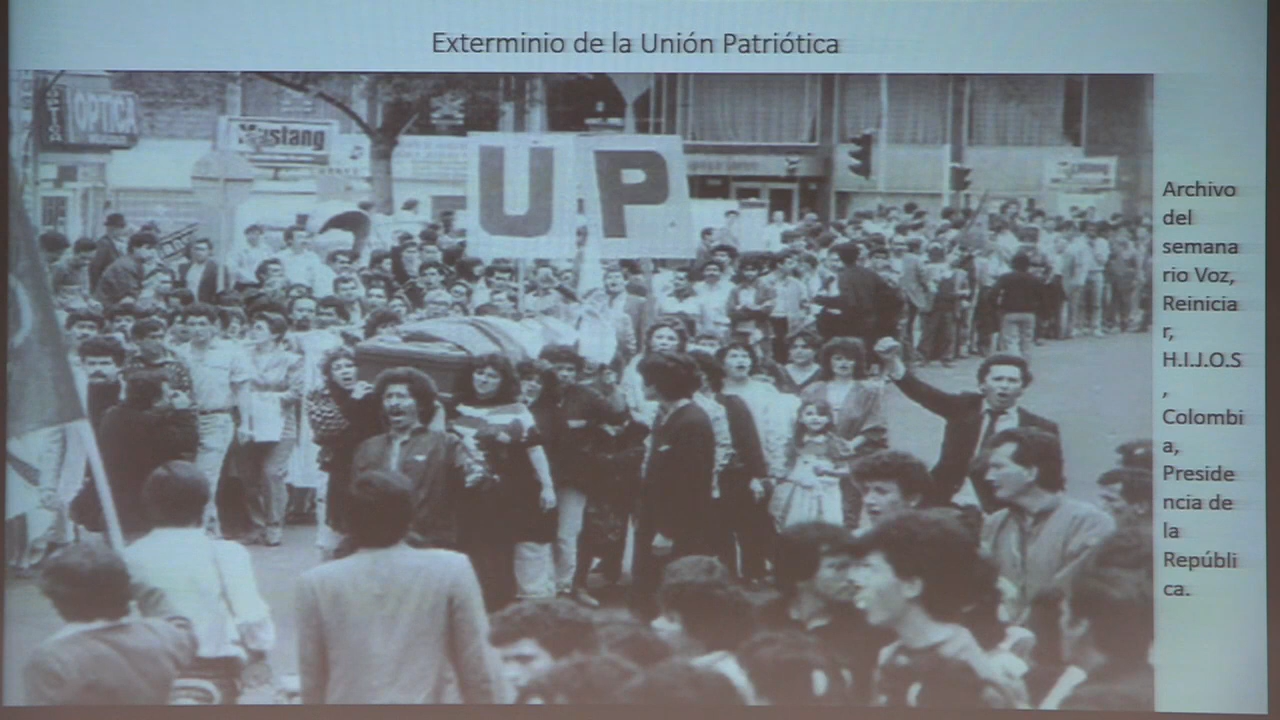 Exterminio de la Unión Patriótica
OPTICA
Mustang
U P
Archivo
del
semana
rio Voz,
Reinicia
r,
H.I.J.O.S
,
Colombi
a,
Preside
ncia de
la
Repúbli
ca.